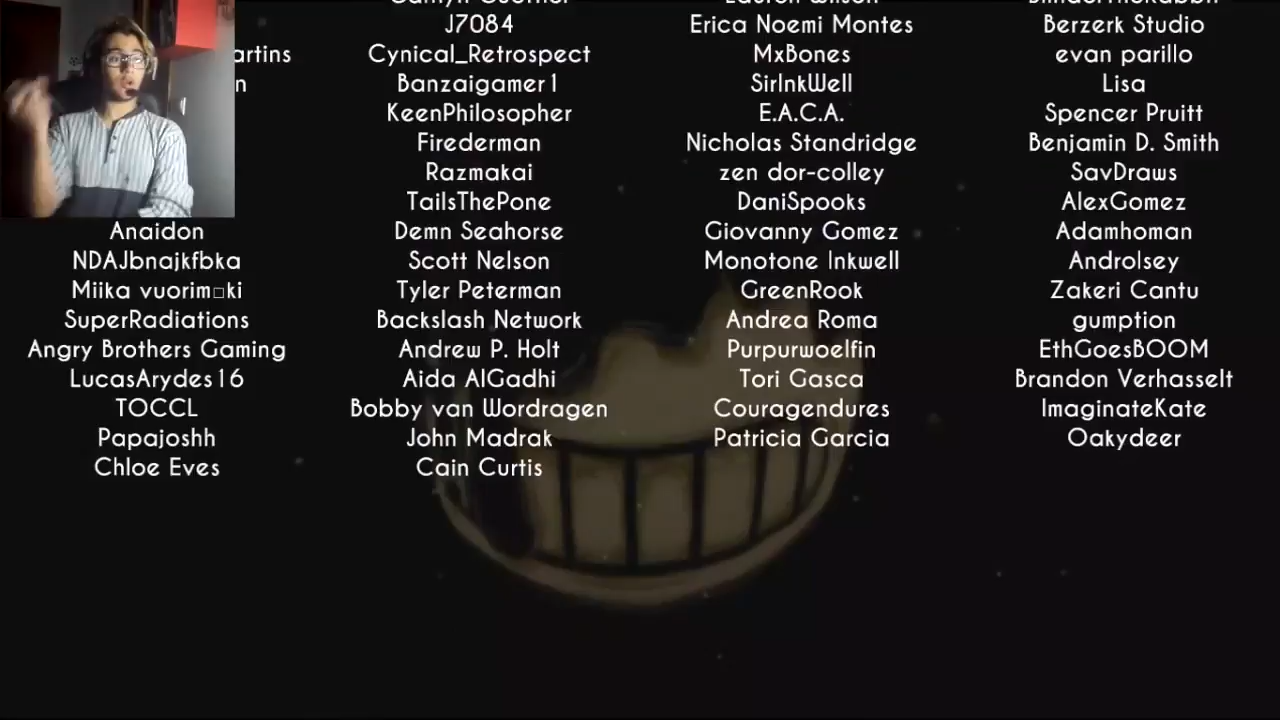 J7084
Erica Noemi Montes
Berzerk Studio
artins
Cynical_Retrospect
MxBones
evan parillo
n
Banzaigamer1
SirInkWell
Lisa
KeenPhilosopher
E.A.C.A.
Spencer Pruitt
Firederman
Nicholas Standridge
Benjamin D. Smith
Razmakai
zen dor-colley
SavDraws
TailsThePone
DaniSpooks
AlexGomez
Anaidon
Demn Seahorse
Giovanny Gomez
Adamhoman
NDAJbnajkfbka
Scott Nelson
Monotone Inkwell
Androlsey
Miika vuorim□ki
Tyler Peterman
GreenRook
Zakeri Cantu
SuperRadiations
Backslash Network
Andrea Roma
gumption
Angry Brothers Gaming
Andrew P. Holt
Purpurwoelfin
EthGoesBOOM
LucasArydes16
Aida AlGadhi
Tori Gasca
Brandon Verhasselt
TOCCL
Bobby van Wordragen
Couragendures
ImaginateKate
Papajoshh
John Madrak
Patricia Garcia
Oakydeer
Chloe Eves
Cain Curtis